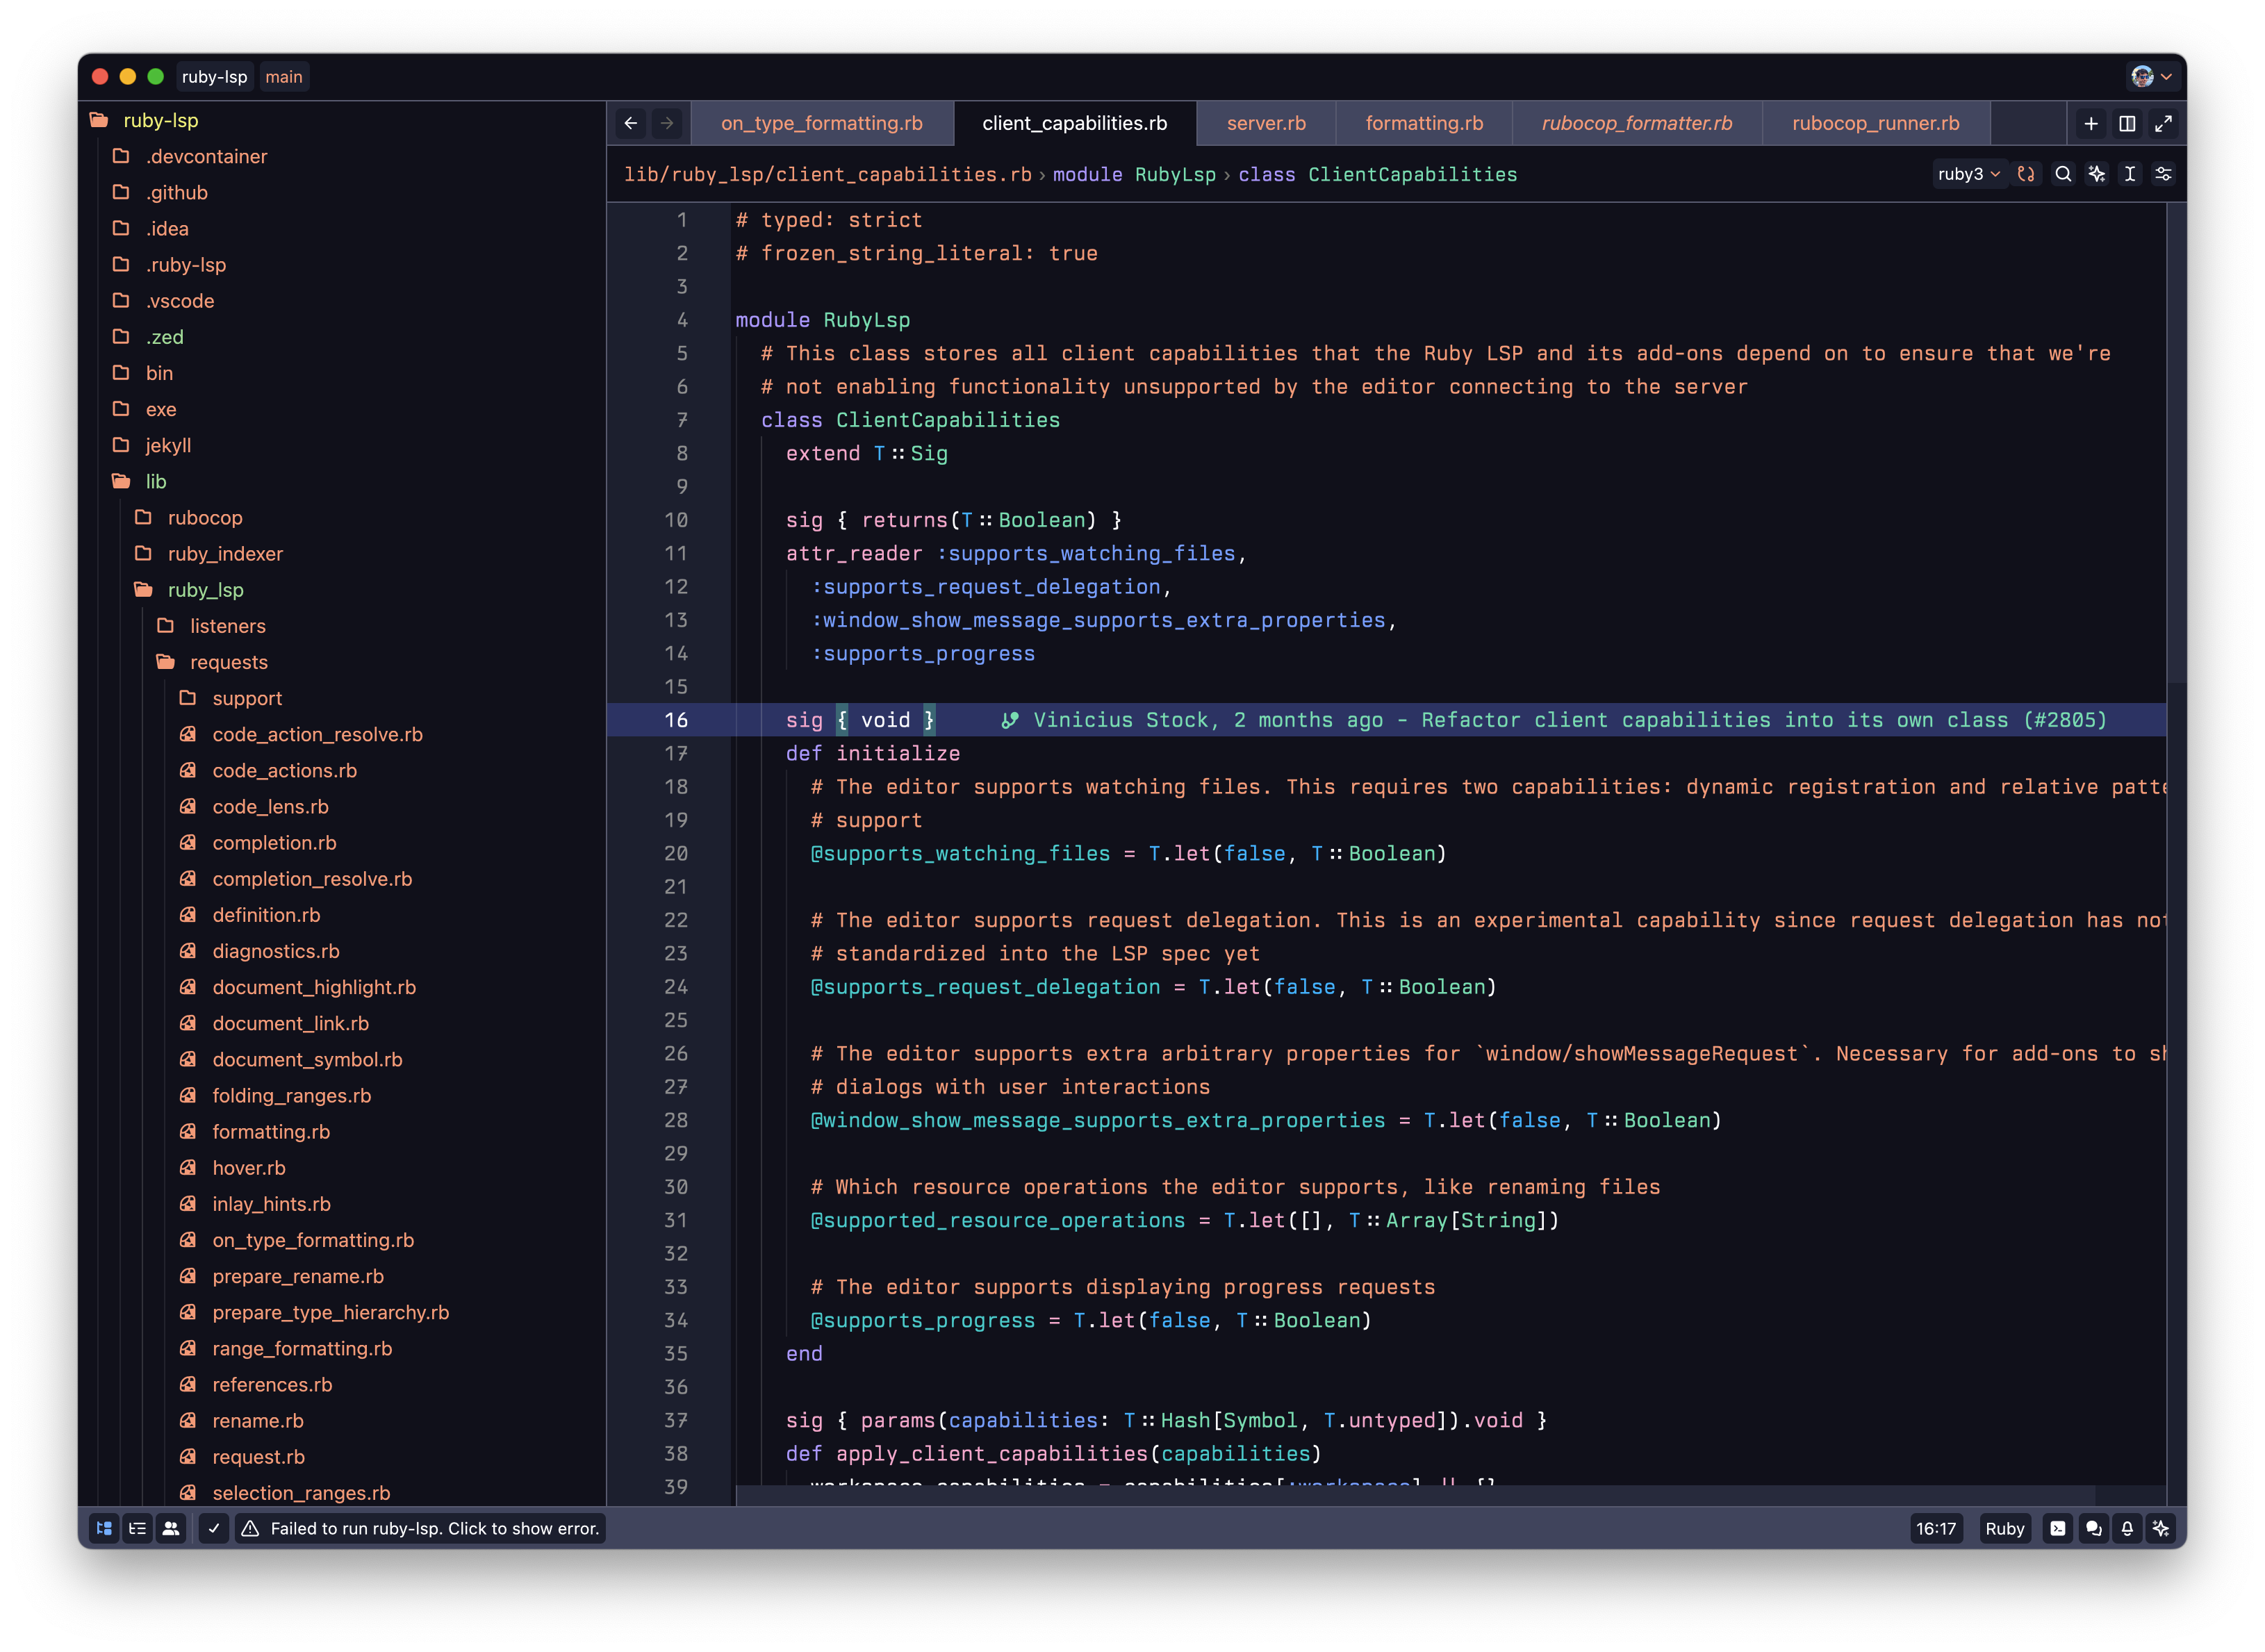 ruby-lsp main
ruby-lsp
.devcontainer
.github
.idea
.ruby-lsp
.vscode
.zed
bin
exe
jekyll
lib
rubocop
ruby_indexer
ruby_lsp
listeners
requests
support
code_action_resolve.rb
code_actions.rb
code_lens.rb
completion.rb
completion_resolve.rb
definition.rb
diagnostics.rb
document_highlight.rb
document_link.rb
document_symbol.rb
folding_ranges.rb
formatting.rb
hover.rb
inlay_hints.rb
on_type_formatting.rb
prepare_rename.rb
prepare_type_hierarchy.rb
range_formatting.rb
references.rb
rename.rb
request.rb
selection_ranges.rb
on_type_formatting.rb client_capabilities.rb server.rb formatting.rb rubocop_formatter.rb rubocop_runner.rb
lib/ruby_lsp/client_capabilities.rb › module RubyLsp › class ClientCapabilities ruby3
1 # typed: strict
2 # frozen_string_literal: true
3
4 module RubyLsp
5 # This class stores all client capabilities that the Ruby LSP and its add-ons depend on to ensure that we're
6 # not enabling functionality unsupported by the editor connecting to the server
7 class ClientCapabilities
8 extend T::Sig
9
10 sig { returns(T::Boolean) }
11 attr_reader :supports_watching_files,
12 :supports_request_delegation,
13 :window_show_message_supports_extra_properties,
14 :supports_progress
15
16 sig { void } Vinicius Stock, 2 months ago - Refactor client capabilities into its own class (#2805)
17 def initialize
18 # The editor supports watching files. This requires two capabilities: dynamic registration and relative patte
19 # support
20 @supports_watching_files = T.let(false, T::Boolean)
21
22 # The editor supports request delegation. This is an experimental capability since request delegation has not
23 # standardized into the LSP spec yet
24 @supports_request_delegation = T.let(false, T::Boolean)
25
26 # The editor supports extra arbitrary properties for `window/showMessageRequest`. Necessary for add-ons to sh
27 # dialogs with user interactions
28 @window_show_message_supports_extra_properties = T.let(false, T::Boolean)
29
30 # Which resource operations the editor supports, like renaming files
31 @supported_resource_operations = T.let([], T::Array[String])
32
33 # The editor supports displaying progress requests
34 @supports_progress = T.let(false, T::Boolean)
35 end
36
37 sig { params(capabilities: T::Hash[Symbol, T.untyped]).void }
38 def apply_client_capabilities(capabilities)
39 workspace_capabilities = capabilities[:workspace] || {}
Failed to run ruby-lsp. Click to show error. 16:17 Ruby